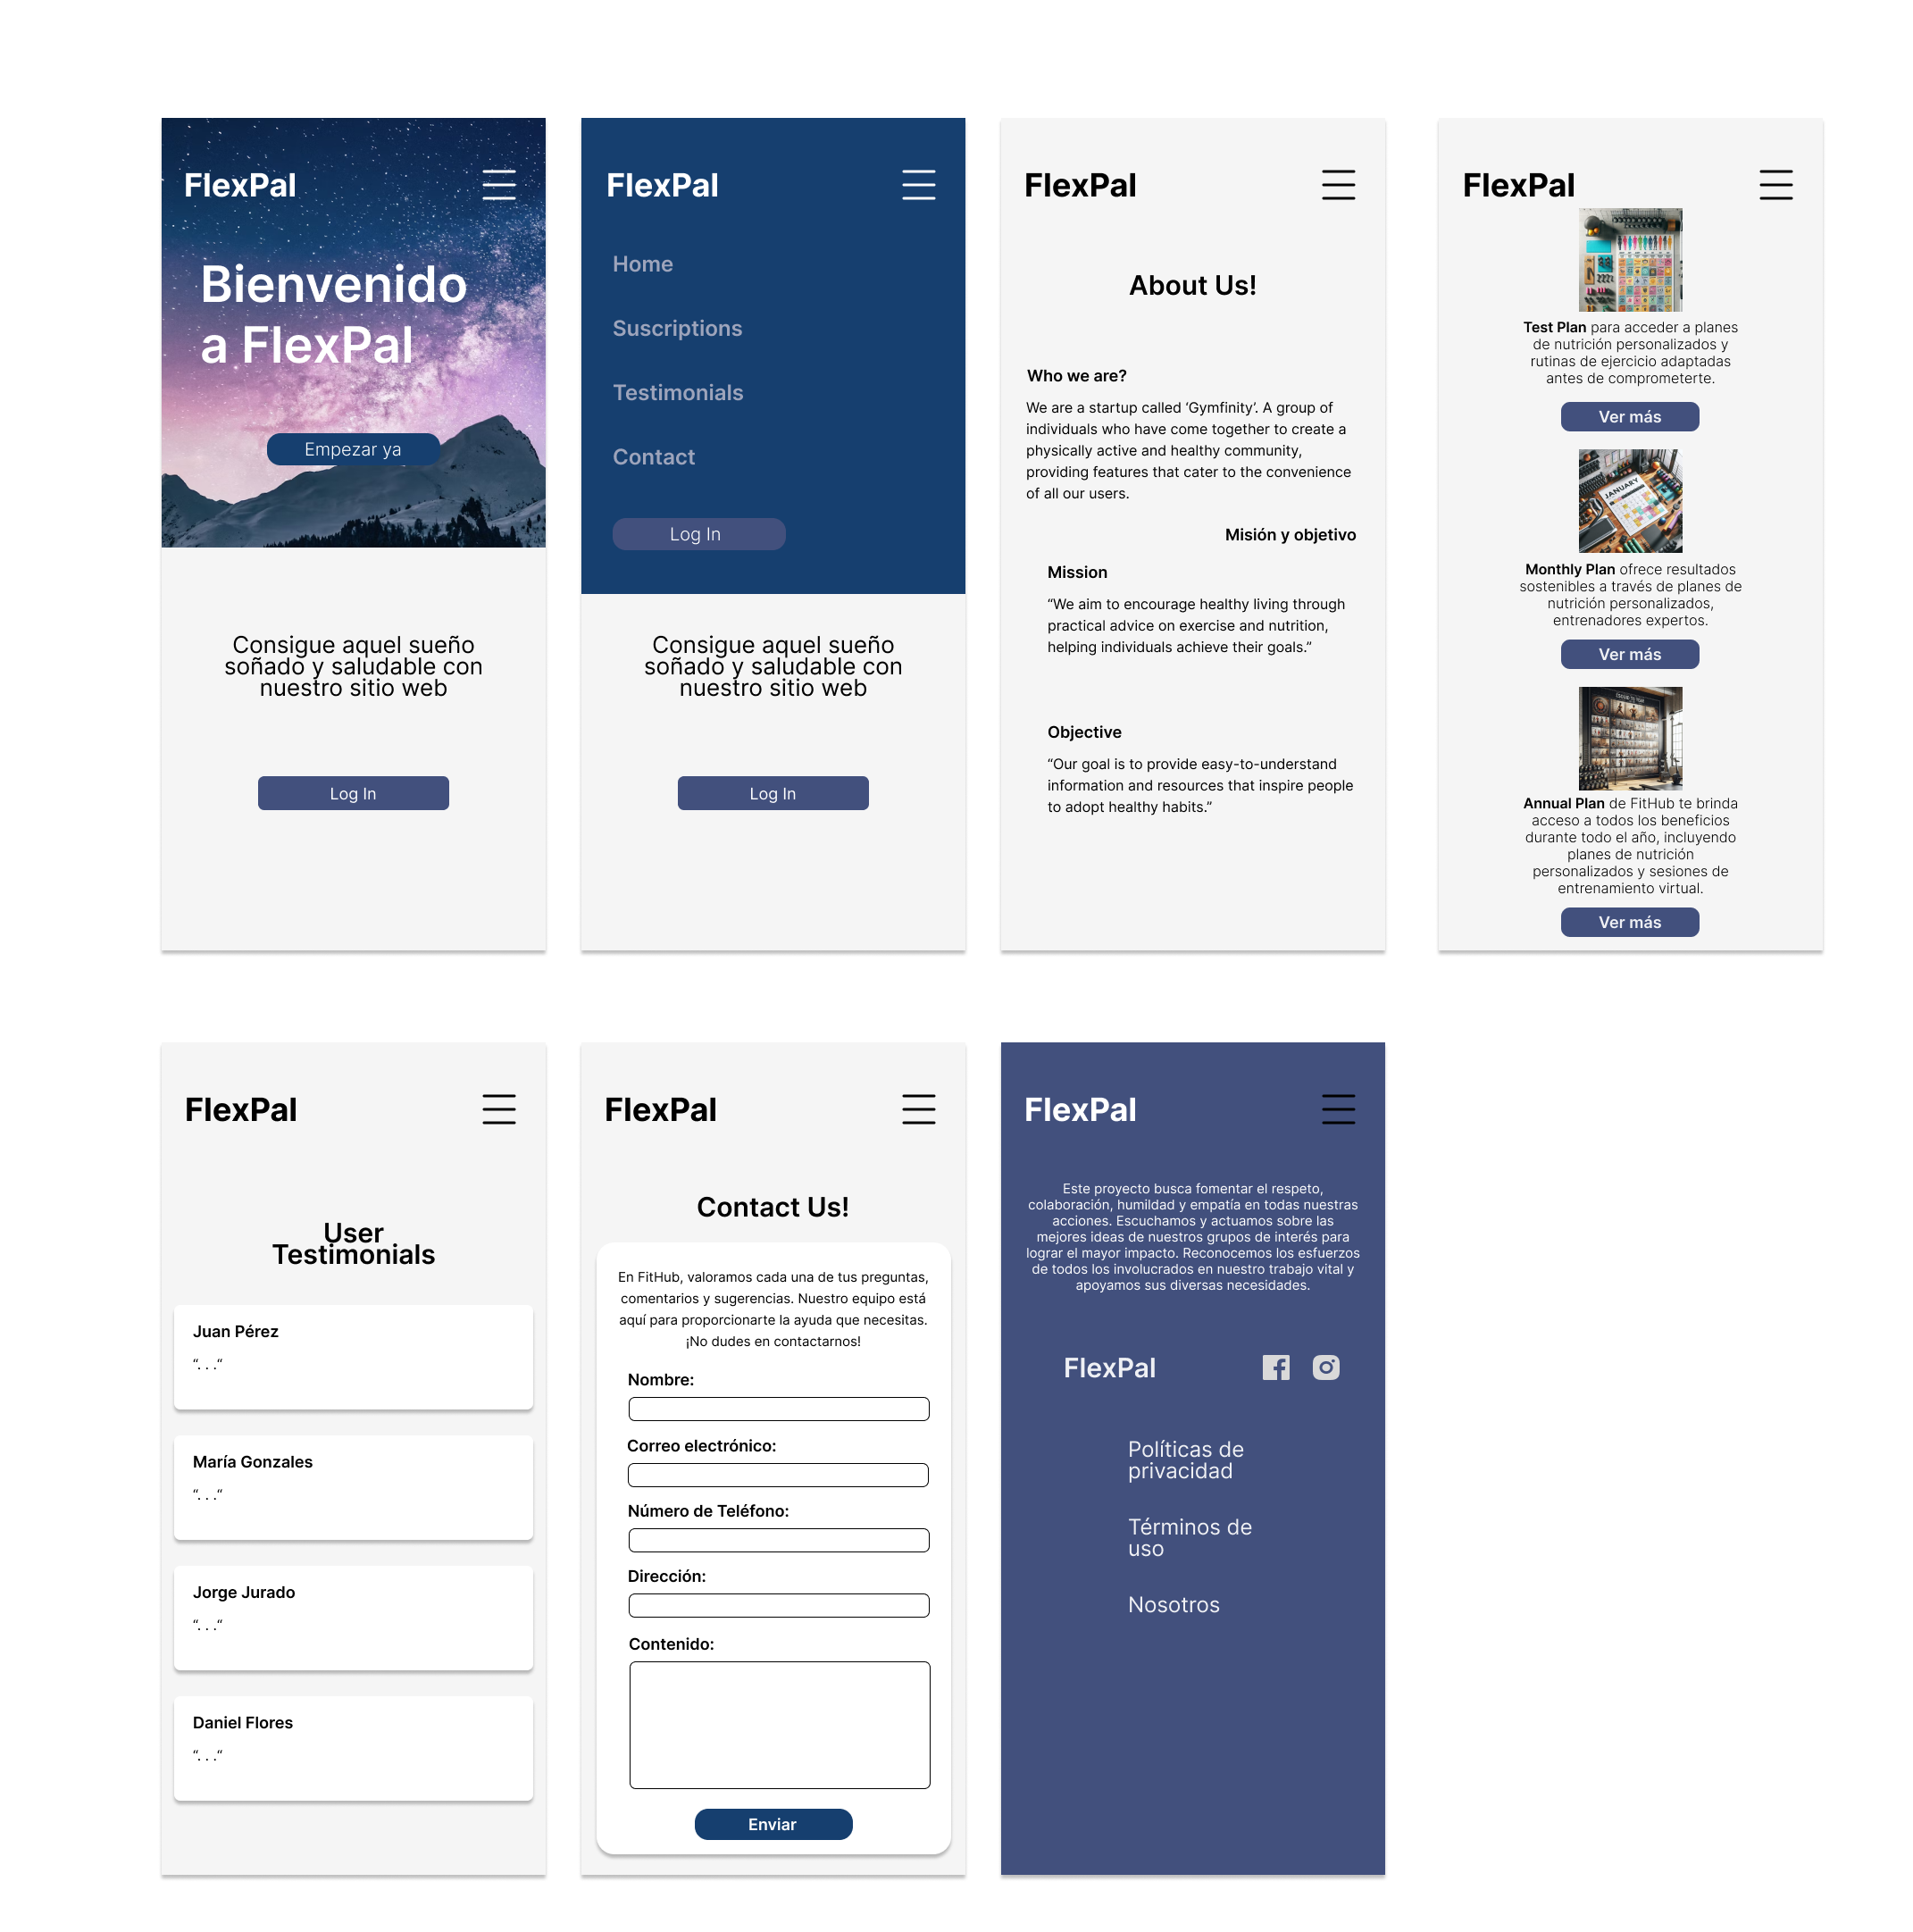 FlexPal
Bienvenido
a FlexPal
Empezar ya
Consigue aquel sueño
soñado y saludable con
nuestro sitio web
Log In
FlexPal
Home
Suscriptions
Testimonials
Contact
Log In
Consigue aquel sueño
soñado y saludable con
nuestro sitio web
Log In
FlexPal
About Us!
Who we are?
We are a startup called ‘Gymfinity’. A group of
individuals who have come together to create a
physically active and healthy community,
providing features that cater to the convenience
of all our users.
Misión y objetivo
Mission
“We aim to encourage healthy living through
practical advice on exercise and nutrition,
helping individuals achieve their goals.”
Objective
“Our goal is to provide easy-to-understand
information and resources that inspire people
to adopt healthy habits.”
FlexPal
Test Plan para acceder a planes
de nutrición personalizados y
rutinas de ejercicio adaptadas
antes de comprometerte.
Ver más
JANUARY
Monthly Plan ofrece resultados
sostenibles a través de planes de
nutrición personalizados,
entrenadores expertos.
Ver más
Annual Plan de FitHub te brinda
acceso a todos los beneficios
durante todo el año, incluyendo
planes de nutrición
personalizados y sesiones de
entrenamiento virtual.
Ver más
FlexPal
User
Testimonials
Juan Pérez
“. . .“
María Gonzales
“. . .“
Jorge Jurado
“. . .“
Daniel Flores
“. . .“
FlexPal
Contact Us!
En FitHub, valoramos cada una de tus preguntas,
comentarios y sugerencias. Nuestro equipo está
aquí para proporcionarte la ayuda que necesitas.
¡No dudes en contactarnos!
Nombre:
Correo electrónico:
Número de Teléfono:
Dirección:
Contenido:
Enviar
FlexPal
Este proyecto busca fomentar el respeto,
colaboración, humildad y empatía en todas nuestras
acciones. Escuchamos y actuamos sobre las
mejores ideas de nuestros grupos de interés para
lograr el mayor impacto. Reconocemos los esfuerzos
de todos los involucrados en nuestro trabajo vital y
apoyamos sus diversas necesidades.
FlexPal
Políticas de
privacidad
Términos de
uso
Nosotros